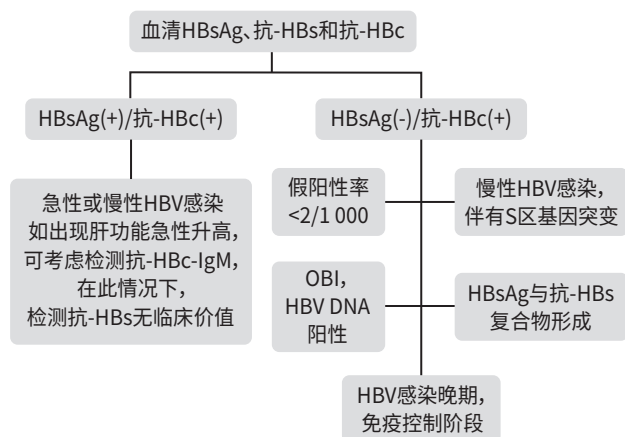 血清HBsAg、抗-HBs和抗-HBc
HBsAg(+)/抗-HBc(+)
HBsAg(-)/抗-HBc(+)
急性或慢性HBV感染
如出现肝功能急性升高，
可考虑检测抗-HBc-IgM，
在此情况下，
检测抗-HBs无临床价值
假阳性率
<2/1 000
慢性HBV感染，
伴有S区基因突变
OBI，
HBV DNA
阳性
HBsAg与抗-HBs
复合物形成
HBV感染晚期，
免疫控制阶段